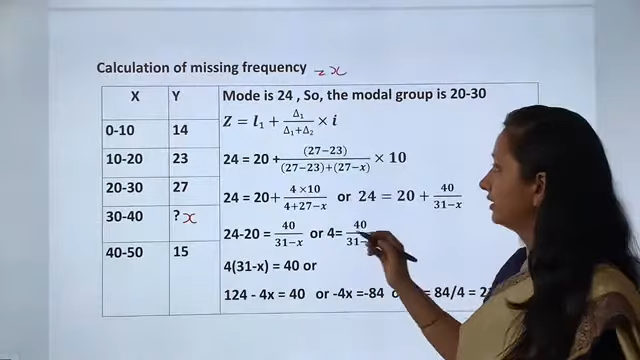 Calculation of missing frequency = x
X Y Mode is 24 , So, the modal group is 20-30
Z = l₁ + Δ₁/(Δ₁+Δ₂) × i
0-10 14
10-20 23 24 = 20 + (27−23)/((27−23)+(27−x)) × 10
20-30 27 24 = 20+ (4 ×10)/(4+27−x) or 24 = 20 + 40/(31−x)
30-40 ? x 24-20 = 40/(31−x) or 4= 40/31−
40-50 15 4(31-x) = 40 or
124 - 4x = 40 or -4x = -84 = 84/4 =